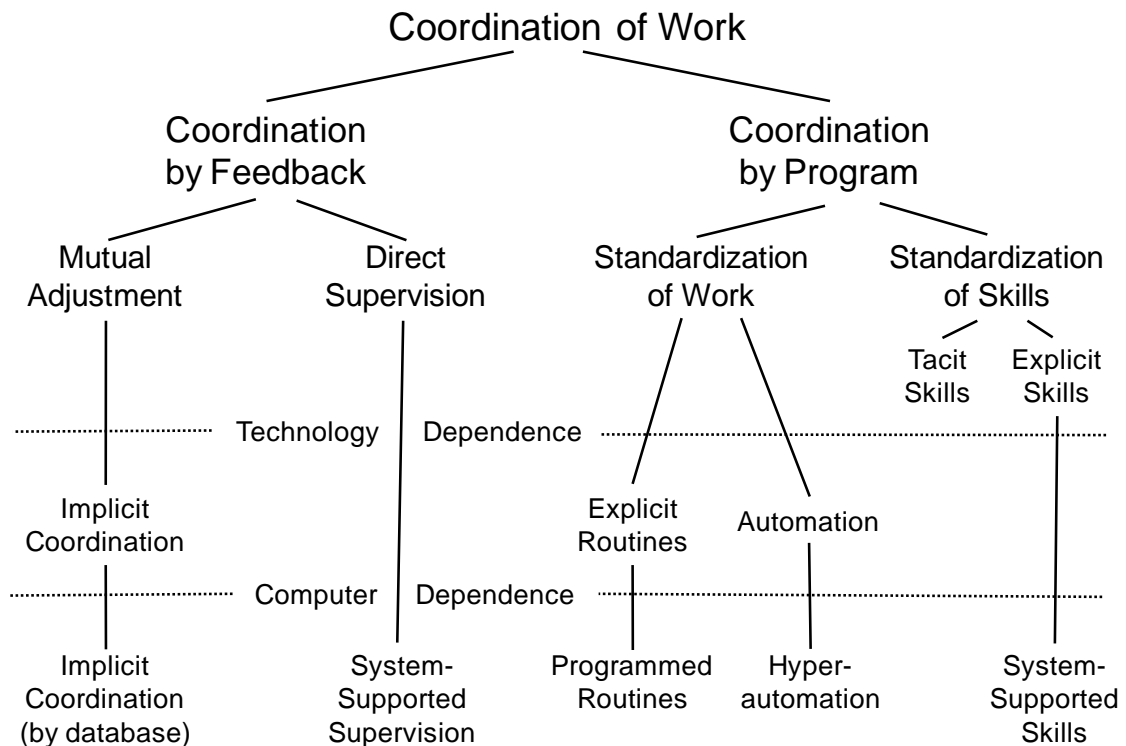 Coordination of Work
Coordination
by Feedback
Coordination
by Program
Mutual
Adjustment
Direct
Supervision
Standardization
of Work
Standardization
of Skills
Tacit
Skills
Explicit
Skills
Technology Dependence
Implicit
Coordination
Explicit
Routines
Automation
Computer Dependence
Implicit
Coordination
(by database)
System-
Supported
Supervision
Programmed
Routines
Hyper-
automation
System-
Supported
Skills